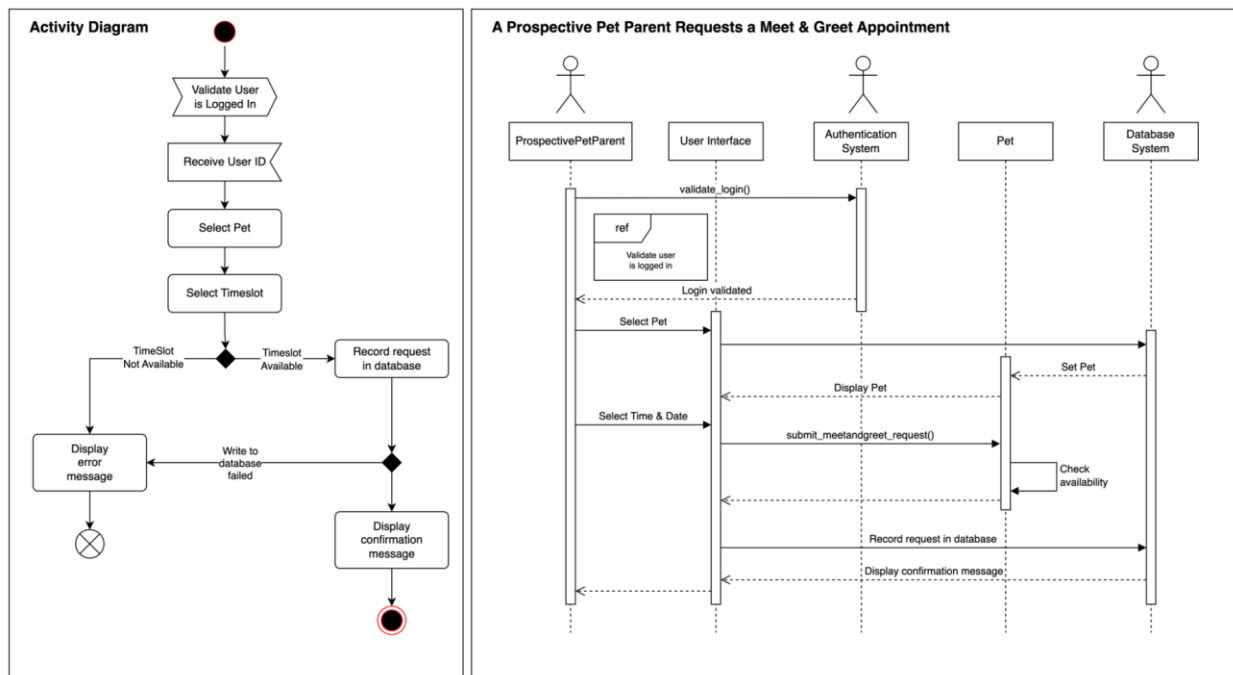 Activity Diagram
Validate User
is Logged In
Receive User ID
Select Pet
Select Timeslot
TimeSlot
Not Available
Timeslot
Available
Record request
in database
Display
error
message
Write to
database
failed
Display
confirmation
message
A Prospective Pet Parent Requests a Meet & Greet Appointment
ProspectivePetParent
User Interface
Authentication
System
Pet
Database
System
validate_login()
ref
Validate user
is logged in
Login validated
Select Pet
Set Pet
Display Pet
Select Time & Date
submit_meetandgreet_request()
Check
availability
Record request in database
Display confirmation message